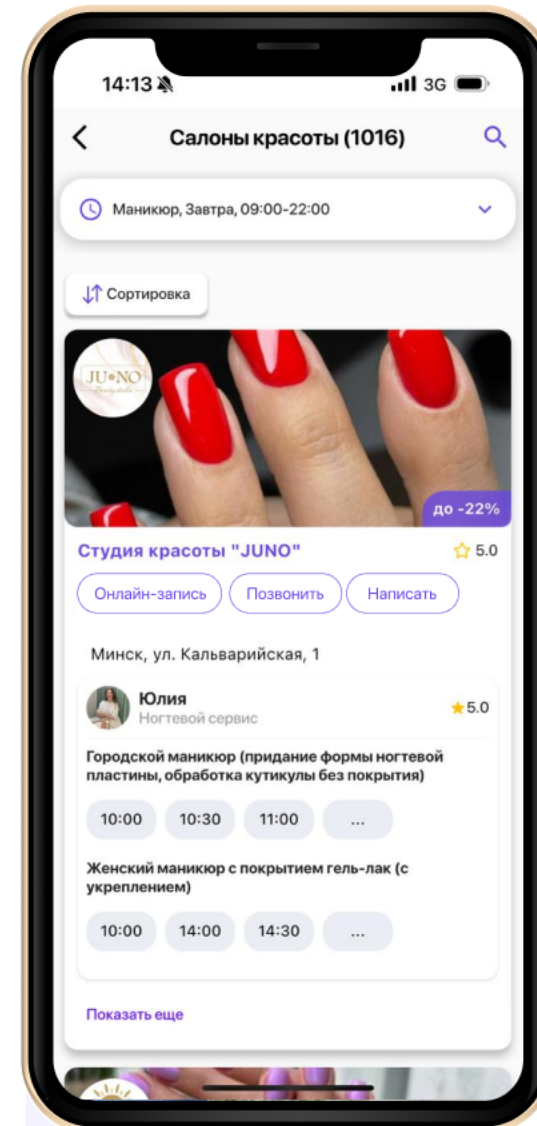 14:13
3G
Салоны красоты (1016)
Маникюр, Завтра, 09:00-22:00
Сортировка
JU NO
Beauty studio
до -22%
Студия красоты "JUNO"
5.0
Онлайн-запись
Позвонить
Написать
Минск, ул. Кальварийская, 1
Юлия
Ногтевой сервис
5.0
Городской маникюр (придание формы ногтевой
пластины, обработка кутикулы без покрытия)
10:00
10:30
11:00
...
Женский маникюр с покрытием гель-лак (с
укреплением)
10:00
14:00
14:30
...
Показать еще